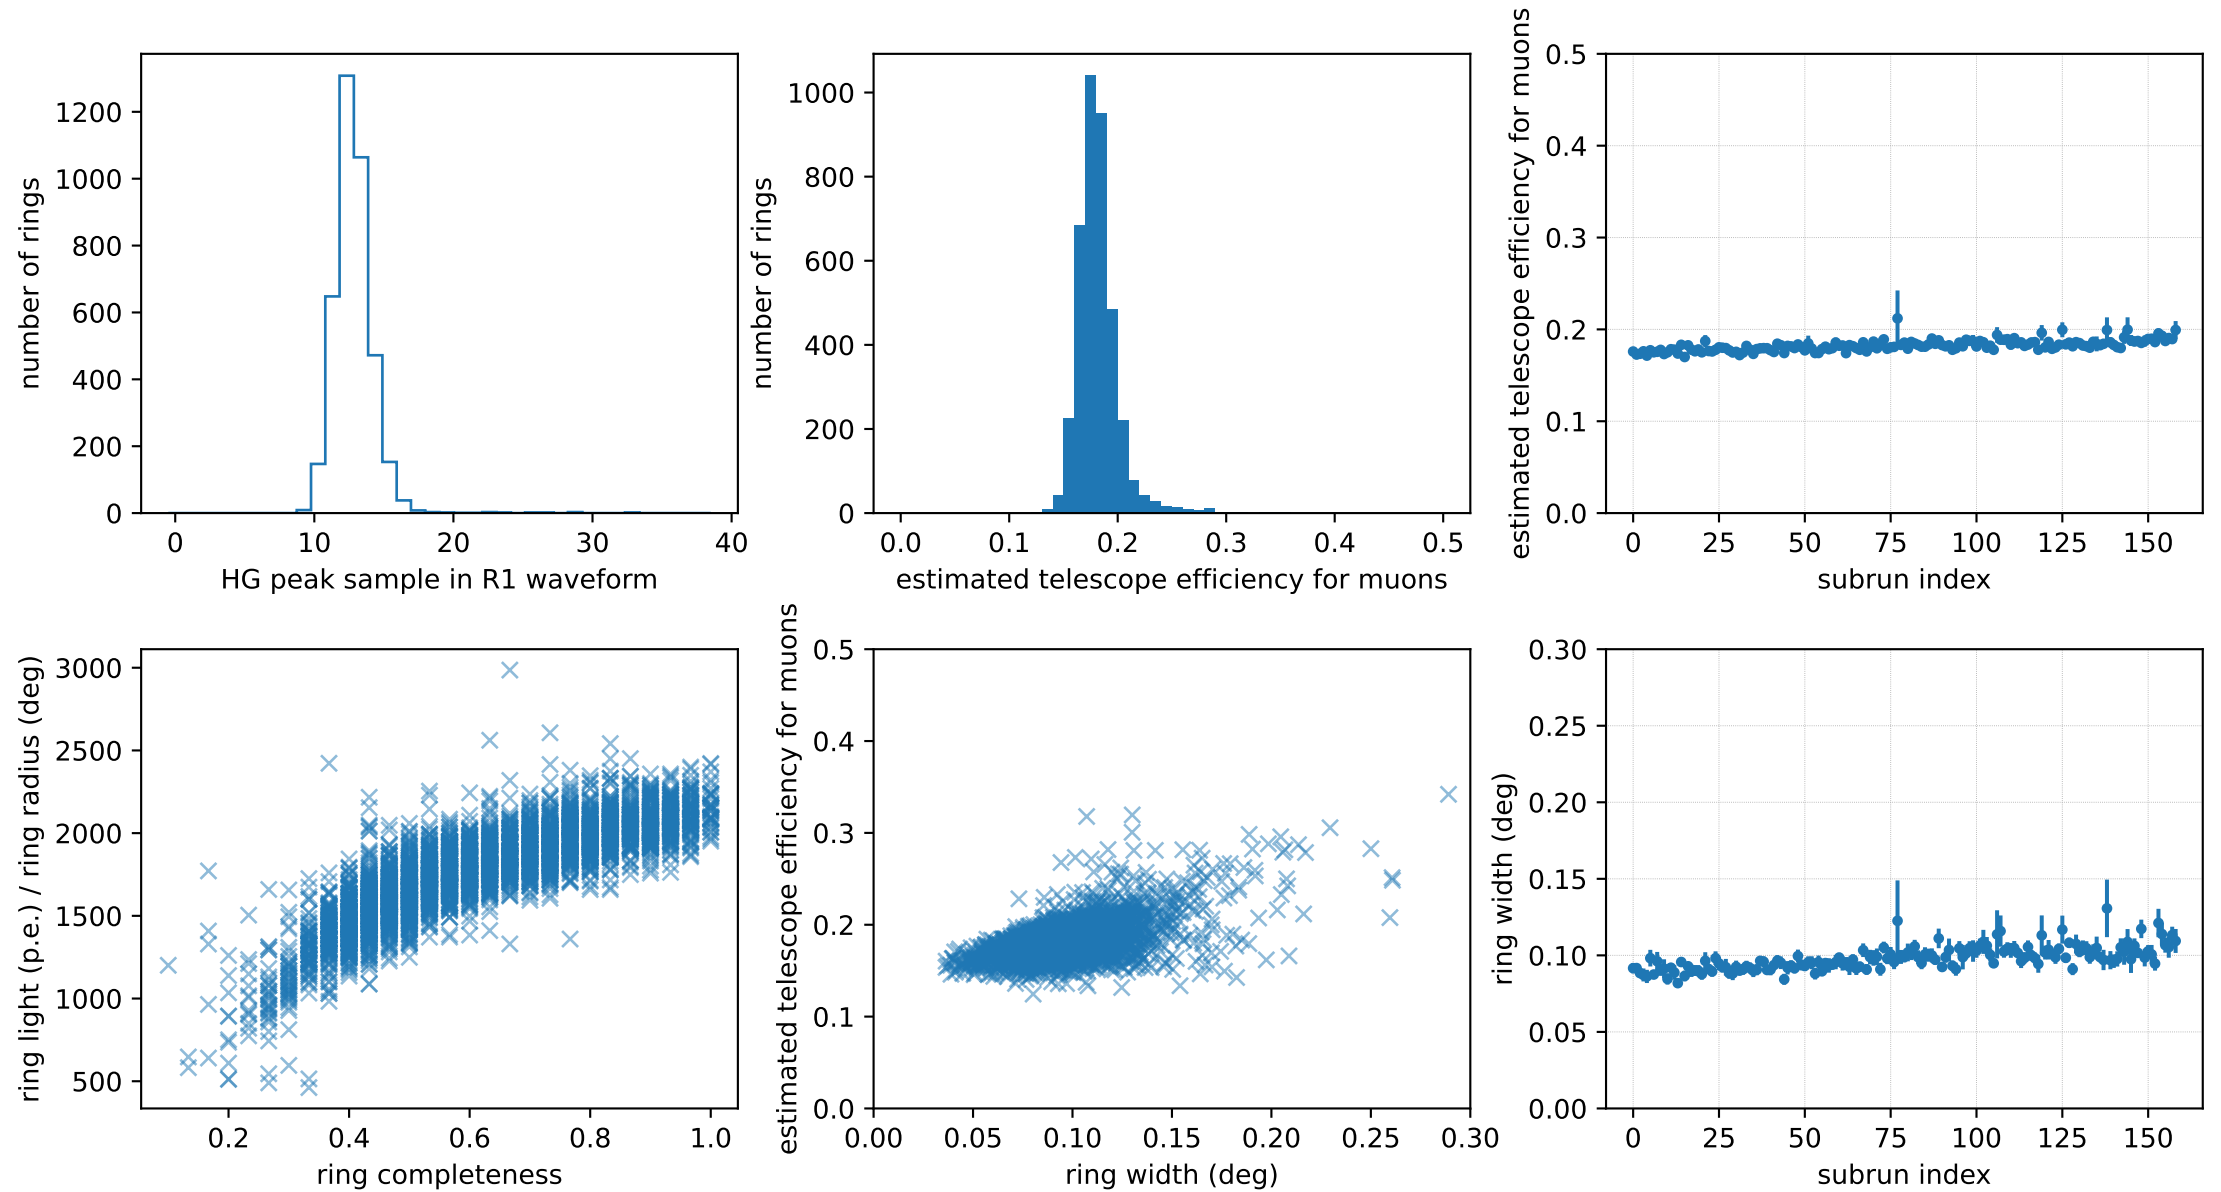 1200
1000
800
600
400
200
0
number of rings
0 10 20 30 40
HG peak sample in R1 waveform
1000
800
600
400
200
0
number of rings
0.0 0.1 0.2 0.3 0.4 0.5
estimated telescope efficiency for muons
0.5
0.4
0.3
0.2
0.1
0.0
estimated telescope efficiency for muons
0 25 50 75 100 125 150
subrun index
3000
2500
2000
1500
1000
500
ring light (p.e.) / ring radius (deg)
0.2 0.4 0.6 0.8 1.0
ring completeness
0.5
0.4
0.3
0.2
0.1
0.0
estimated telescope efficiency for muons
0.00 0.05 0.10 0.15 0.20 0.25 0.30
ring width (deg)
0.30
0.25
0.20
0.15
0.10
0.05
0.00
ring width (deg)
0 25 50 75 100 125 150
subrun index